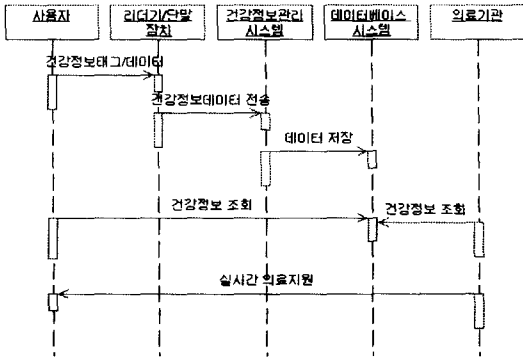 사용자
리더기/단말
장차
건강정보관리
시스템
데이터베이스
시스템
의료기관
건강정보태그/데이터
건강정보데이터 전송
데이터 저장
건강정보 조회
건강정보 조회
실시간 의료지원